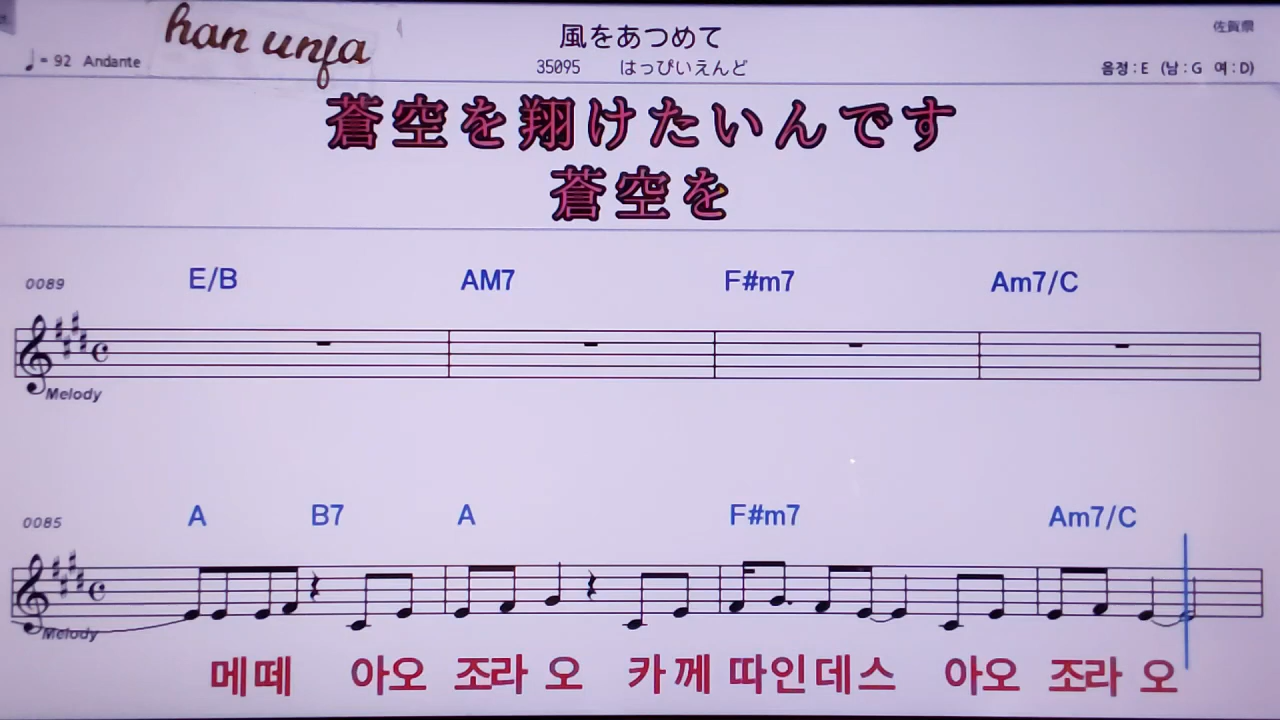 han unfa
風をあつめて
佐賀県
♩= 92 Andante
35095 はっぴいえんど
음정 : E (남 : G 여 : D)
蒼空を翔けたいんです
蒼空を
0089
E/B AM7 F#m7 Am7/C
Melody
0085
A B7 A F#m7 Am7/C
Melody
메떼 아오 조라 오 카께 따인데스 아오 조라 오